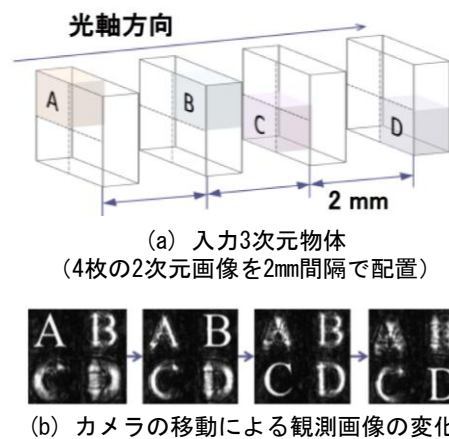 光軸方向
A
B
C
D
2 mm
(a) 入力3次元物体
(4枚の2次元画像を2mm間隔で配置)
A B A B A B A B
C D C D C D C D
(b) カメラの移動による観測画像の変化